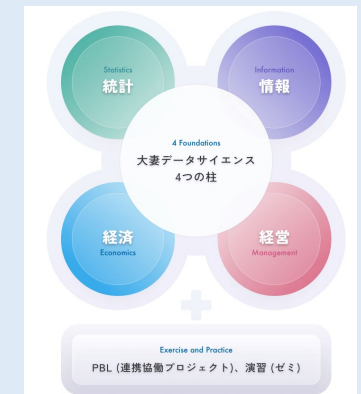 Statistics
統計
Information
情報
4 Foundations
大妻データサイエンス
4つの柱
経済
Economics
経営
Management
Exercise and Practice
PBL (連携協働プロジェクト)、演習 (ゼミ)